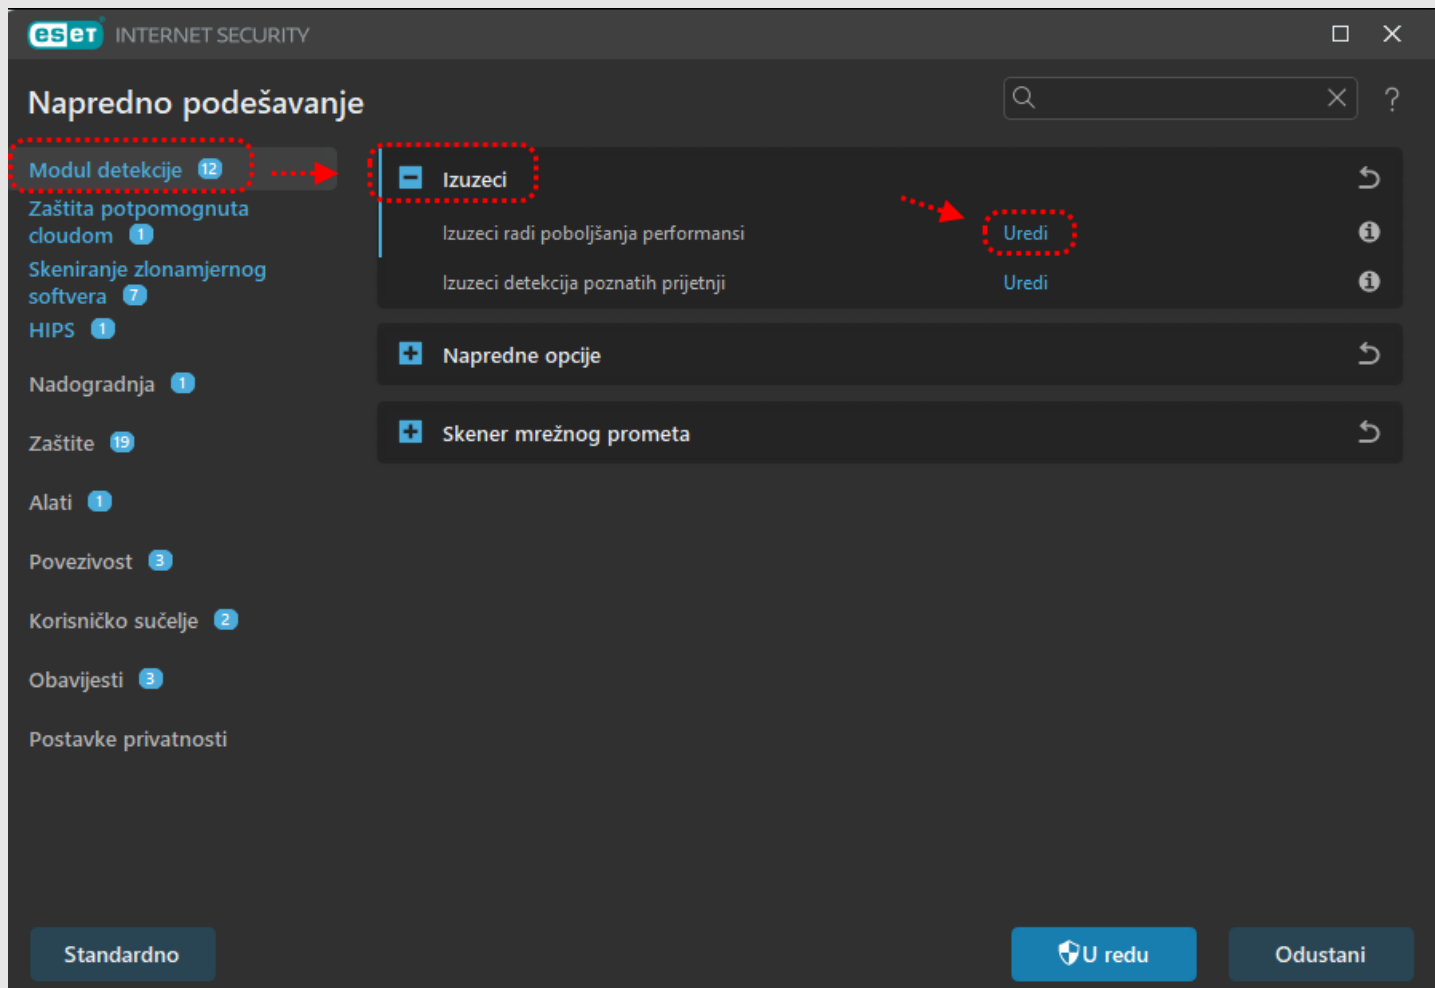 eset INTERNET SECURITY
Napredno podešavanje
?
Modul detekcije 12
Zaštita potpomognuta
cloudom 1
Skeniranje zlonamjernog
softvera 7
HIPS 1
Nadogradnja 1
Zaštite 19
Alati 1
Povezivost 3
Korisničko sučelje 2
Obavijesti 3
Postavke privatnosti
Izuzeci
Izuzeci radi poboljšanja performansi Uredi
Izuzeci detekcija poznatih prijetnji Uredi
Napredne opcije
Skener mrežnog prometa
Standardno
U redu
Odustani